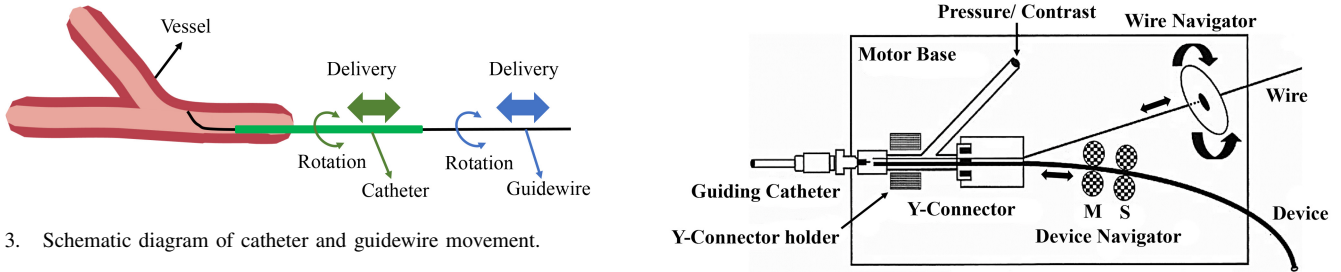 Vessel
Delivery
Delivery
Rotation
Rotation
Catheter
Guidewire
3. Schematic diagram of catheter and guidewire movement.
Pressure/ Contrast
Wire Navigator
Motor Base
Wire
Guiding Catheter
Y-Connector
M S
Device
Y-Connector holder
Device Navigator